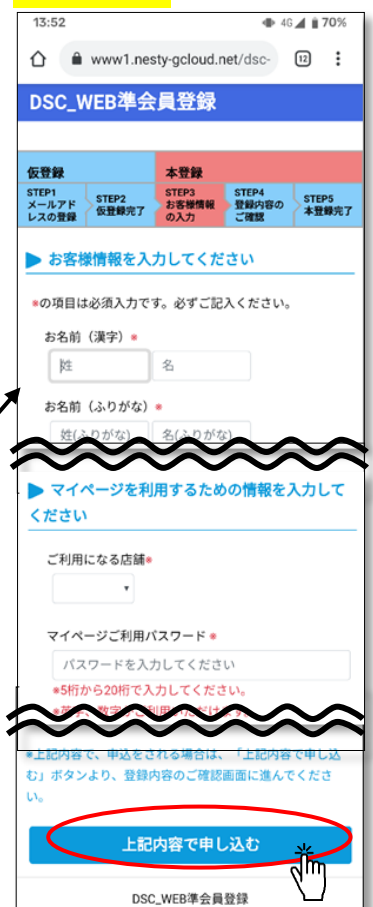 13:52
4G 70%
www1.nesty-gcloud.net/dsc-
12
DSC_WEB準会員登録
仮登録
本登録
STEP1
メールアド
レスの登録
STEP2
仮登録完了
STEP3
お客様情報
の入力
STEP4
登録内容の
ご確認
STEP5
本登録完了
お客様情報を入力してください
*の項目は必須入力です。必ずご記入ください。
お名前（漢字）*
姓
名
お名前（ふりがな）*
姓(ふりがな)
名(ふりがな)
マイページを利用するための情報を入力して
ください
ご利用になる店舗*
マイページご利用パスワード*
パスワードを入力してください
*5桁から20桁で入力してください。
*上記内容で、申込をされる場合は、「上記内容で申し込
む」ボタンより、登録内容のご確認画面に進んでくださ
い。
上記内容で申し込む
DSC_WEB準会員登録